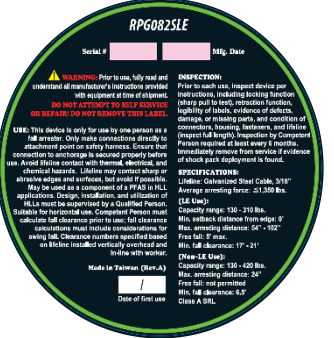 RPG082SLE
Serial #
Mfg. Date
WARNING: Prior to use, fully read and
understand all manufacturer's instructions provided
with equipment at time of shipment.
DO NOT ATTEMPT TO SELF SERVICE
OR REPAIR! DO NOT REMOVE THIS LABEL.
USE: This device is only for use by one person as a
fall arrester. Only make connections directly to
attachment point on safety harness. Ensure that
connection to anchorage is secured properly before
use. Avoid lifeline contact with thermal, electrical, and
chemical hazards. Lifeline may contact sharp or
abrasive edges and surfaces, but avoid if possible.
May be used as a component of a PFAS in HLL
applications. Design, installation, and utilization of
HLLs must be supervised by a Qualified Person.
Suitable for horizontal use. Competent Person must
calculate fall clearance prior to use; fall clearance
calculations must include considerations for
swing fall. Clearance numbers specified based
on lifeline installed vertically overhead and
in-line with worker.
Made in Taiwan (Rev.A)
/
Date of first use
INSPECTION:
Prior to each use, inspect device per
instructions, including locking function
(sharp pull to test), retraction function,
legibility of labels, evidence of defects,
damage, or missing parts, and condition of
connectors, housing, fasteners, and lifeline
(inspect full length). Inspection by Competent
Person required at least every 6 months.
Immediately remove from service if evidence
of shock pack deployment is found.
SPECIFICATIONS:
Lifeline: Galvanized Steel Cable, 3/16"
Average arresting force: ≤1,350 lbs.
(LE Use):
Capacity range: 130 - 310 lbs.
Min. setback distance from edge: 0'
Max. arresting distance: 54" - 102"
Free fall: 5' max.
Min. fall clearance: 17' - 21'
(Non-LE Use):
Capacity range: 130 - 420 lbs.
Max. arresting distance: 24"
Free fall: not permitted
Min. fall clearance: 6.5'
Class A SRL